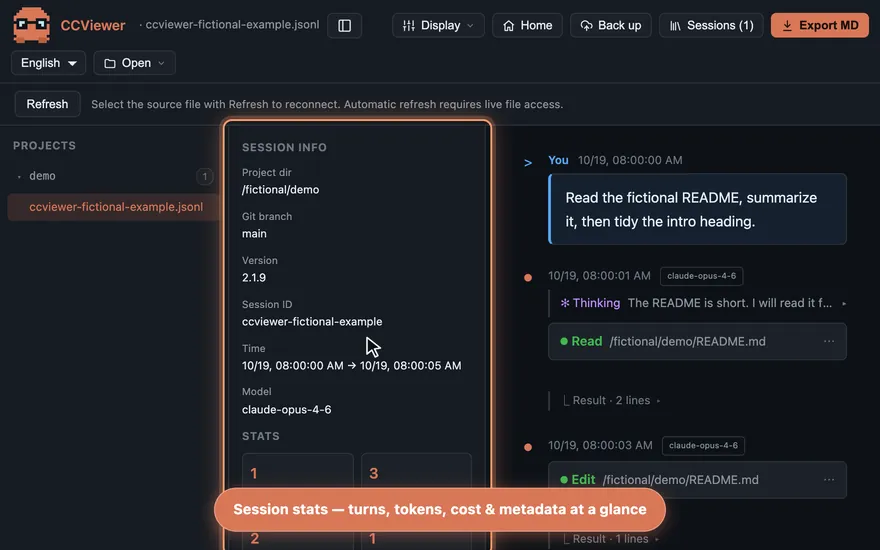 CCViewer · ccviewer-fictional-example.jsonl Display Home Back up Sessions (1) Export MD
English Open
Refresh Select the source file with Refresh to reconnect. Automatic refresh requires live file access.
PROJECTS
demo 1
ccviewer-fictional-example.jsonl
SESSION INFO
Project dir
/fictional/demo
Git branch
main
Version
2.1.9
Session ID
ccviewer-fictional-example
Time
10/19, 08:00:00 AM → 10/19, 08:00:05 AM
Model
claude-opus-4-6
STATS
1 3
2 1
> You 10/19, 08:00:00 AM
Read the fictional README, summarize
it, then tidy the intro heading.
10/19, 08:00:01 AM claude-opus-4-6
✻ Thinking The README is short. I will read it f...
Read /fictional/demo/README.md ···
⎿ Result · 2 lines
10/19, 08:00:03 AM claude-opus-4-6
Edit /fictional/demo/README.md ···
⎿ Result · 1 lines
Session stats — turns, tokens, cost & metadata at a glance